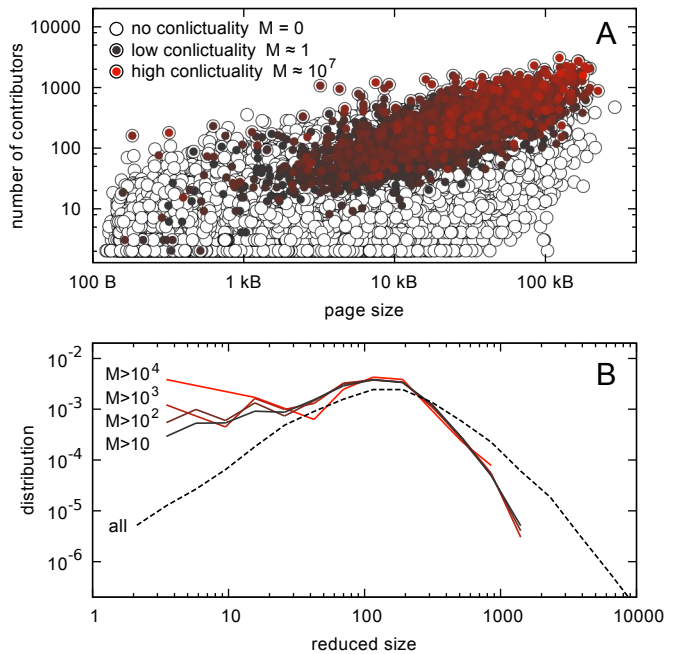 A
no conlictuality M = 0
low conlictuality M ≈ 1
high conlictuality M ≈ 10^7
number of contributors
1000
100
10
100 B 1 kB 10 kB 100 kB
page size
B
10^-2
10^-3
10^-4
10^-5
10^-6
M>10^4
M>10^3
M>10^2
M>10
all
distribution
1 10 100 1000 10000
reduced size